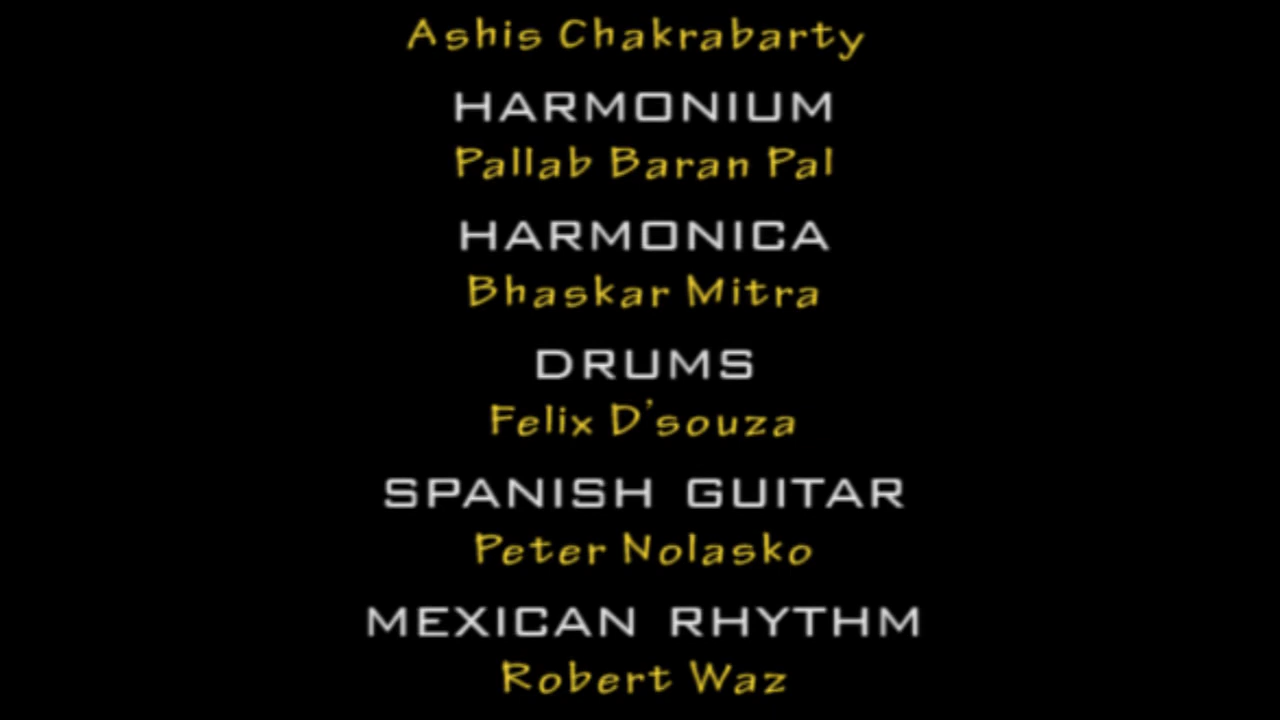 Ashis Chakrabarty
HARMONIUM
Pallab Baran Pal
HARMONICA
Bhaskar Mitra
DRUMS
Felix D'souza
SPANISH GUITAR
Peter Nolasko
MEXICAN RHYTHM
Robert Waz